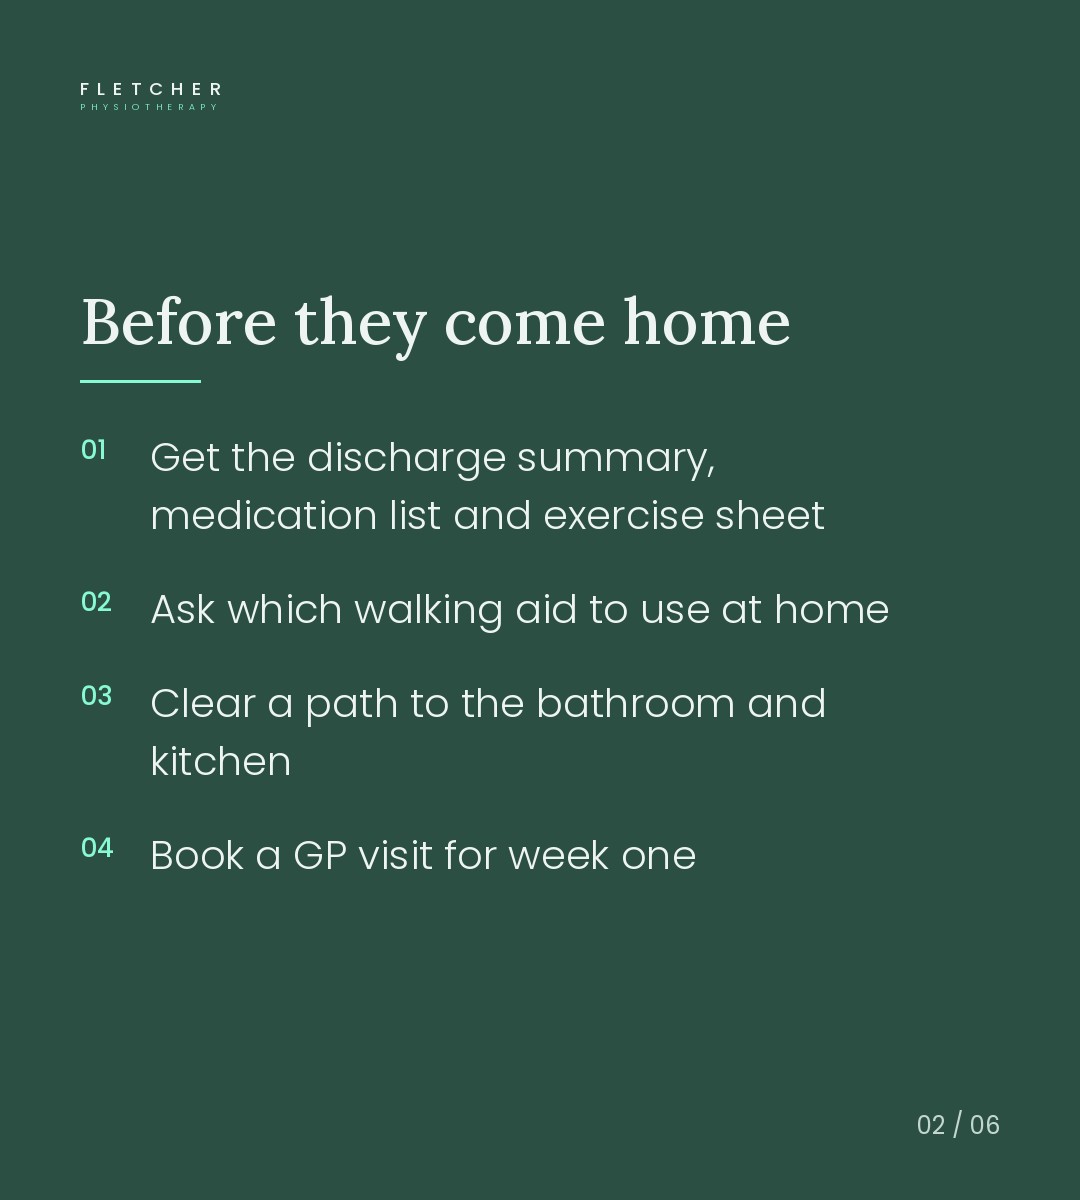 FLETCHER
PHYSIOTHERAPY
Before they come home
01 Get the discharge summary,
medication list and exercise sheet
02 Ask which walking aid to use at home
03 Clear a path to the bathroom and
kitchen
04 Book a GP visit for week one
02 / 06